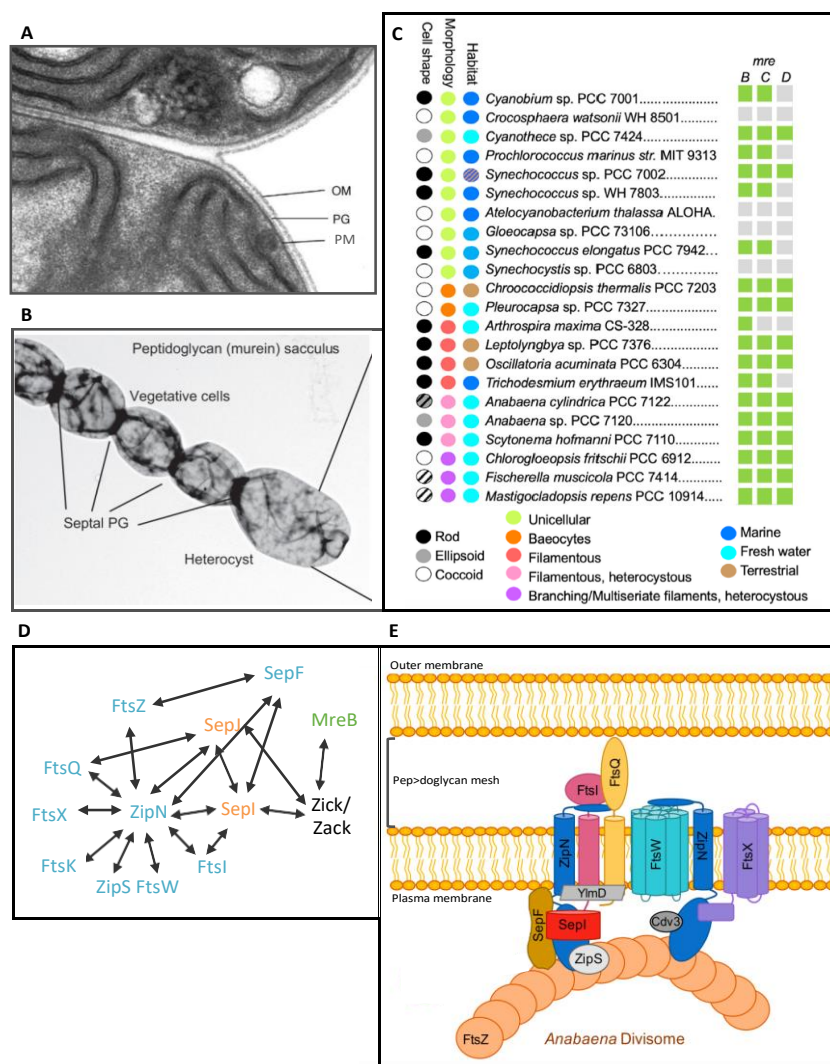 A
OM
PG
PM
B
Peptidoglycan (murein) sacculus
Vegetative cells
Septal PG
Heterocyst
C
Cell shape
Morphology
Habitat
mre
B C D
Cyanobium sp. PCC 7001......................
Crocosphaera watsonii WH 8501
Cyanothece sp. PCC 7424....................
Prochlorococcus marinus str. MIT 9313
Synechococcus sp. PCC 7002................
Synechococcus sp. WH 7803................
Atelocyanobacterium thalassa ALOHA.
Gloeocapsa sp. PCC 73106..................
Synechococcus elongatus PCC 7942...
Synechocystis sp. PCC 6803................
Chroococcidiopsis thermalis PCC 7203
Pleurocapsa sp. PCC 7327..................
Arthrospira maxima CS-328.................
Leptolyngbya sp. PCC 7376................
Oscillatoria acuminata PCC 6304..........
Trichodesmium erythraeum IMS101......
Anabaena cylindrica PCC 7122.............
Anabaena sp. PCC 7120......................
Scytonema hofmanni PCC 7110...........
Chlorogloeopsis fritschii PCC 6912........
Fischerella muscicola PCC 7414...........
Mastigocladopsis repens PCC 10914.....
Rod
Ellipsoid
Coccoid
Unicellular
Baeocytes
Filamentous
Filamentous, heterocystous
Branching/Multiseriate filaments, heterocystous
Marine
Fresh water
Terrestrial
D
SepF
FtsZ
SepJ
MreB
FtsQ
FtsX
ZipN
SepI
Zick/
Zack
FtsK
ZipS FtsW
FtsI
E
Outer membrane
Pep>doglycan mesh
Plasma membrane
FtsI
FtsQ
ZipN
FtsW
ZipN
FtsX
YlmD
SepF
SepI
Cdv3
ZipS
FtsZ
Anabaena Divisome